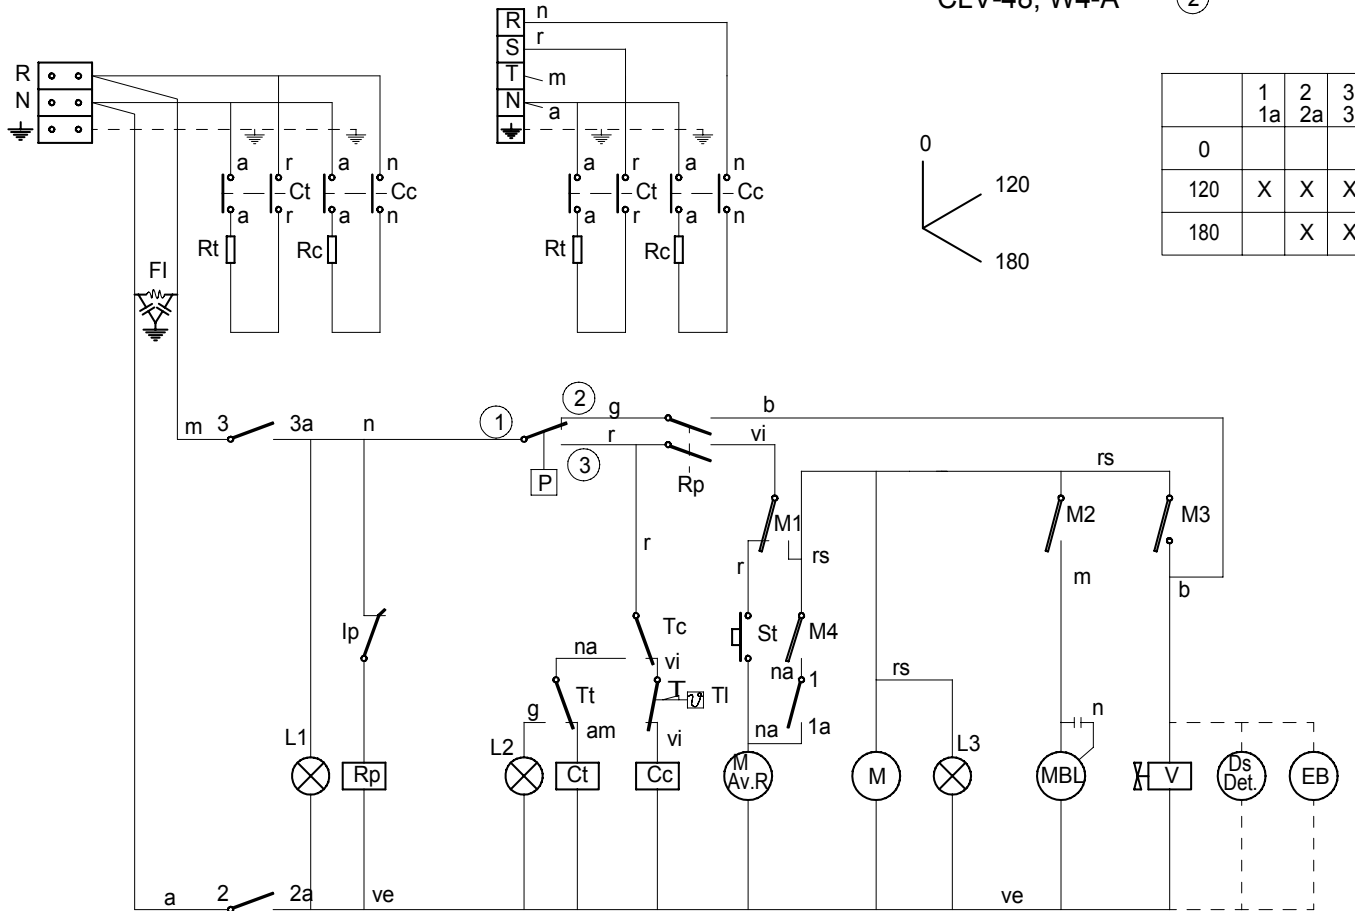 CLV-48, W4-A 2
R
N
R n
S r
T m
N a
1 2 3
1a 2a 3
0
120 X X X
180 X X
0
120
180
a r a n
Ct Cc
a r a n
Rt Rc
a r a n
Ct Cc
a r a n
Rt Rc
FI
m 3 3a n 1 2 g b
r vi
3
P Rp
rs
M1 M2 M3
r rs m b
r
Ip Tc St M4
na vi na 1
Tt T TI rs
g am vi na 1a n
L1 L2 L3
Rp Ct Cc M Av.R M MBL V Ds Det. EB
a 2 2a ve ve